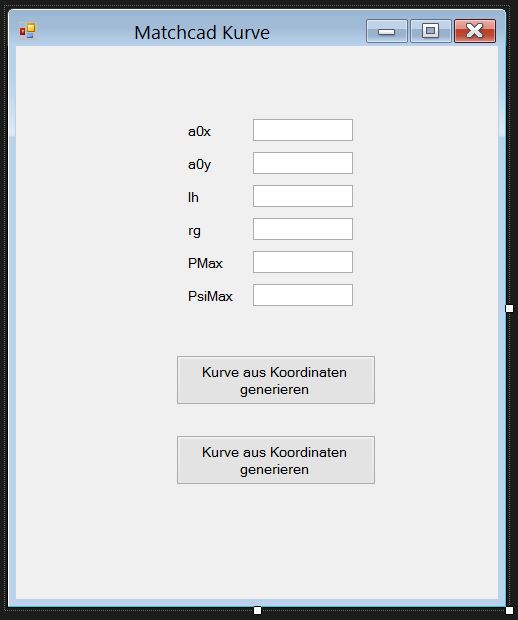 Matchcad Kurve
a0x
a0y
lh
rg
PMax
PsiMax
Kurve aus Koordinaten
generieren
Kurve aus Koordinaten
generieren